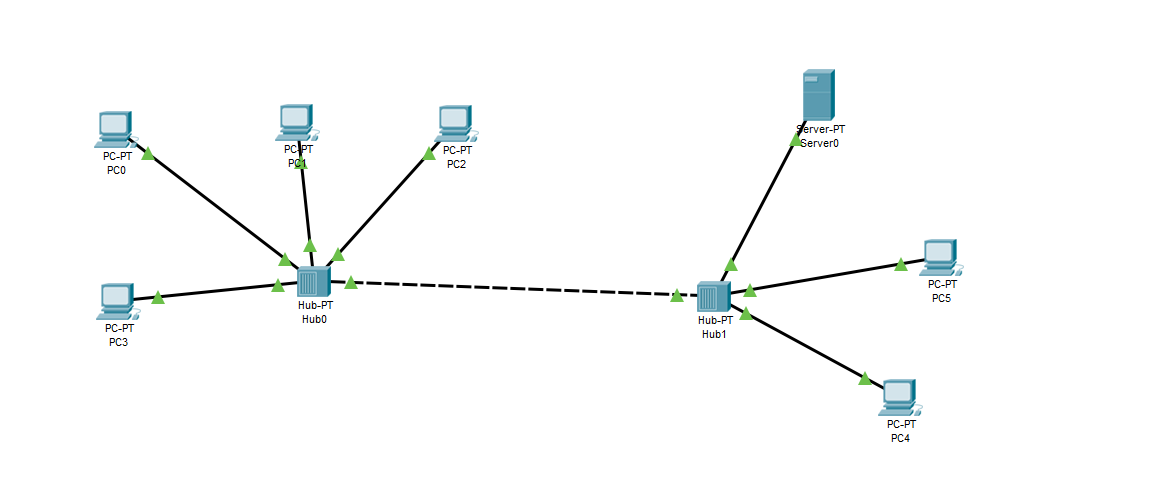 PC-PT
PC0
PC-PT
PC1
PC-PT
PC2
Server-PT
Server0
PC-PT
PC3
Hub-PT
Hub0
Hub-PT
Hub1
PC-PT
PC5
PC-PT
PC4